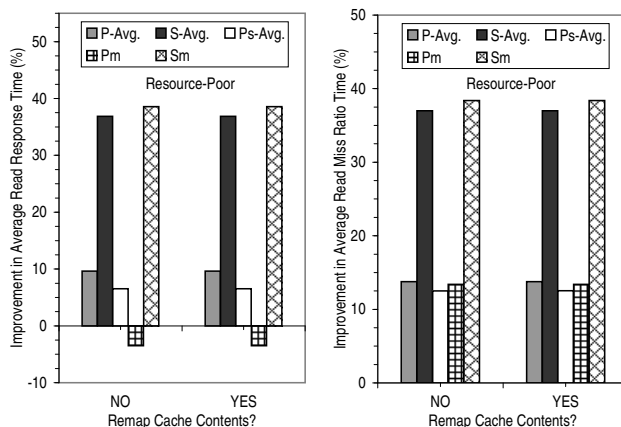 Improvement in Average Read Response Time (%)
50
40
30
20
10
0
-10
P-Avg. S-Avg. Ps-Avg.
Pm Sm
Resource-Poor
NO YES
Remap Cache Contents?
Improvement in Average Read Miss Ratio Time (%)
50
40
30
20
10
0
P-Avg. S-Avg. Ps-Avg.
Pm Sm
Resource-Poor
NO YES
Remap Cache Contents?